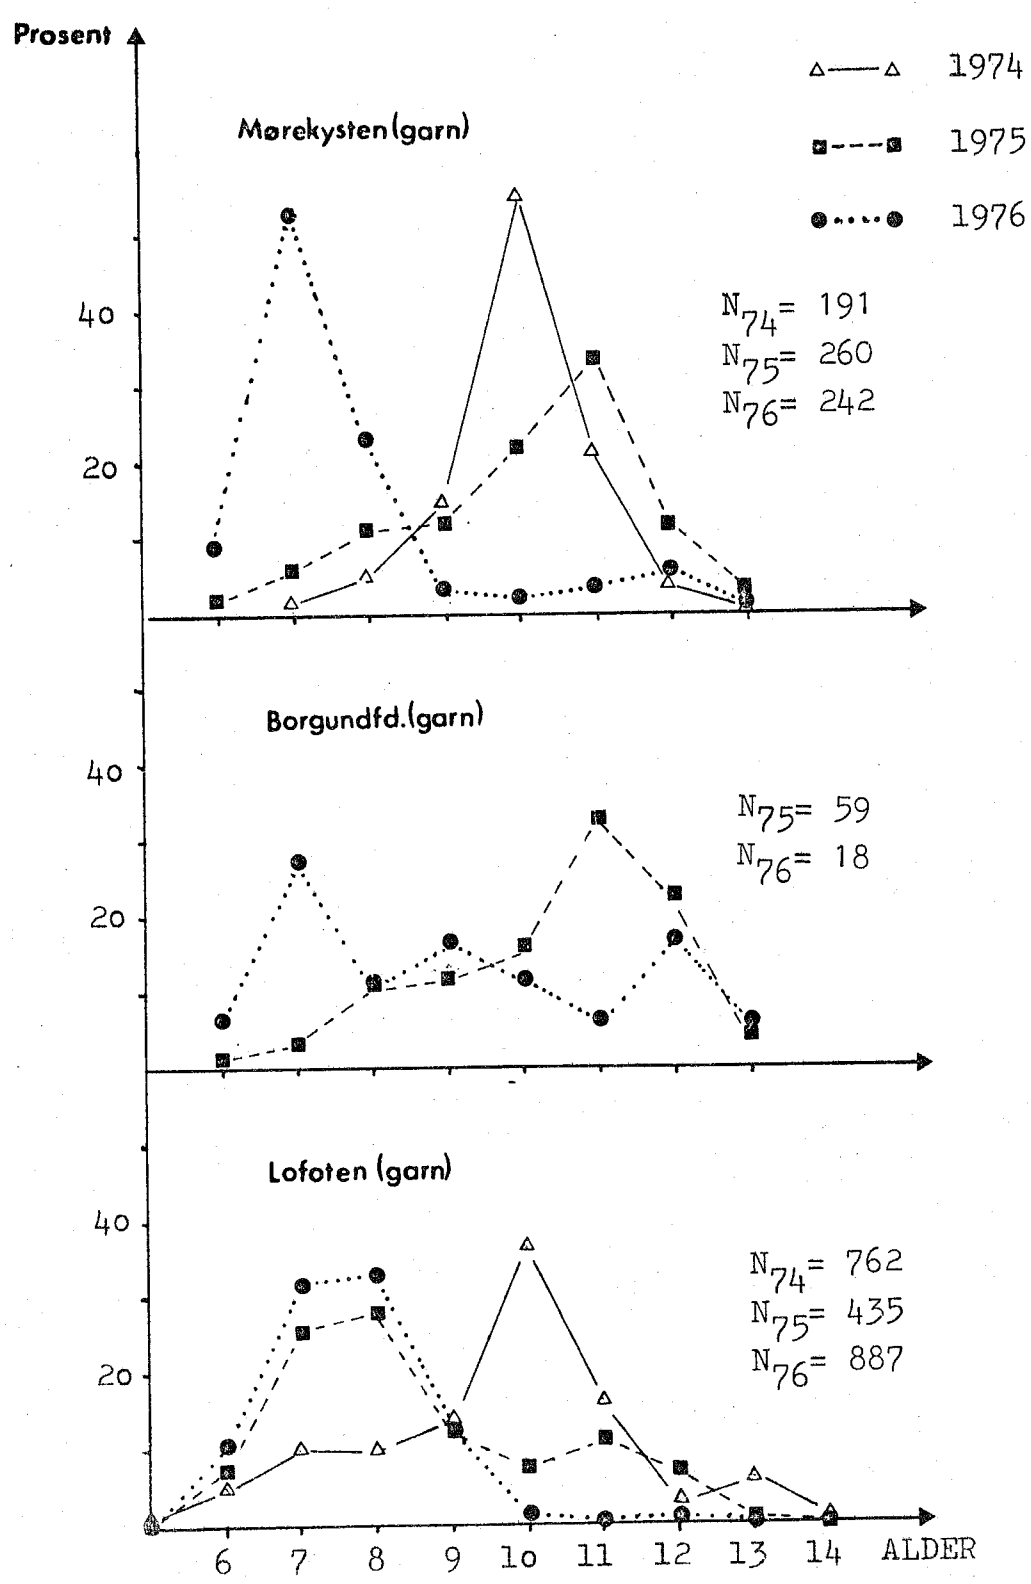 Prosent
1974
1975
1976
Mørekysten (garn)
N74= 191
N75= 260
N76= 242
40
20
Borgundfd. (garn)
N75= 59
N76= 18
40
20
Lofoten (garn)
N74= 762
N75= 435
N76= 887
40
20
6 7 8 9 10 11 12 13 14 ALDER